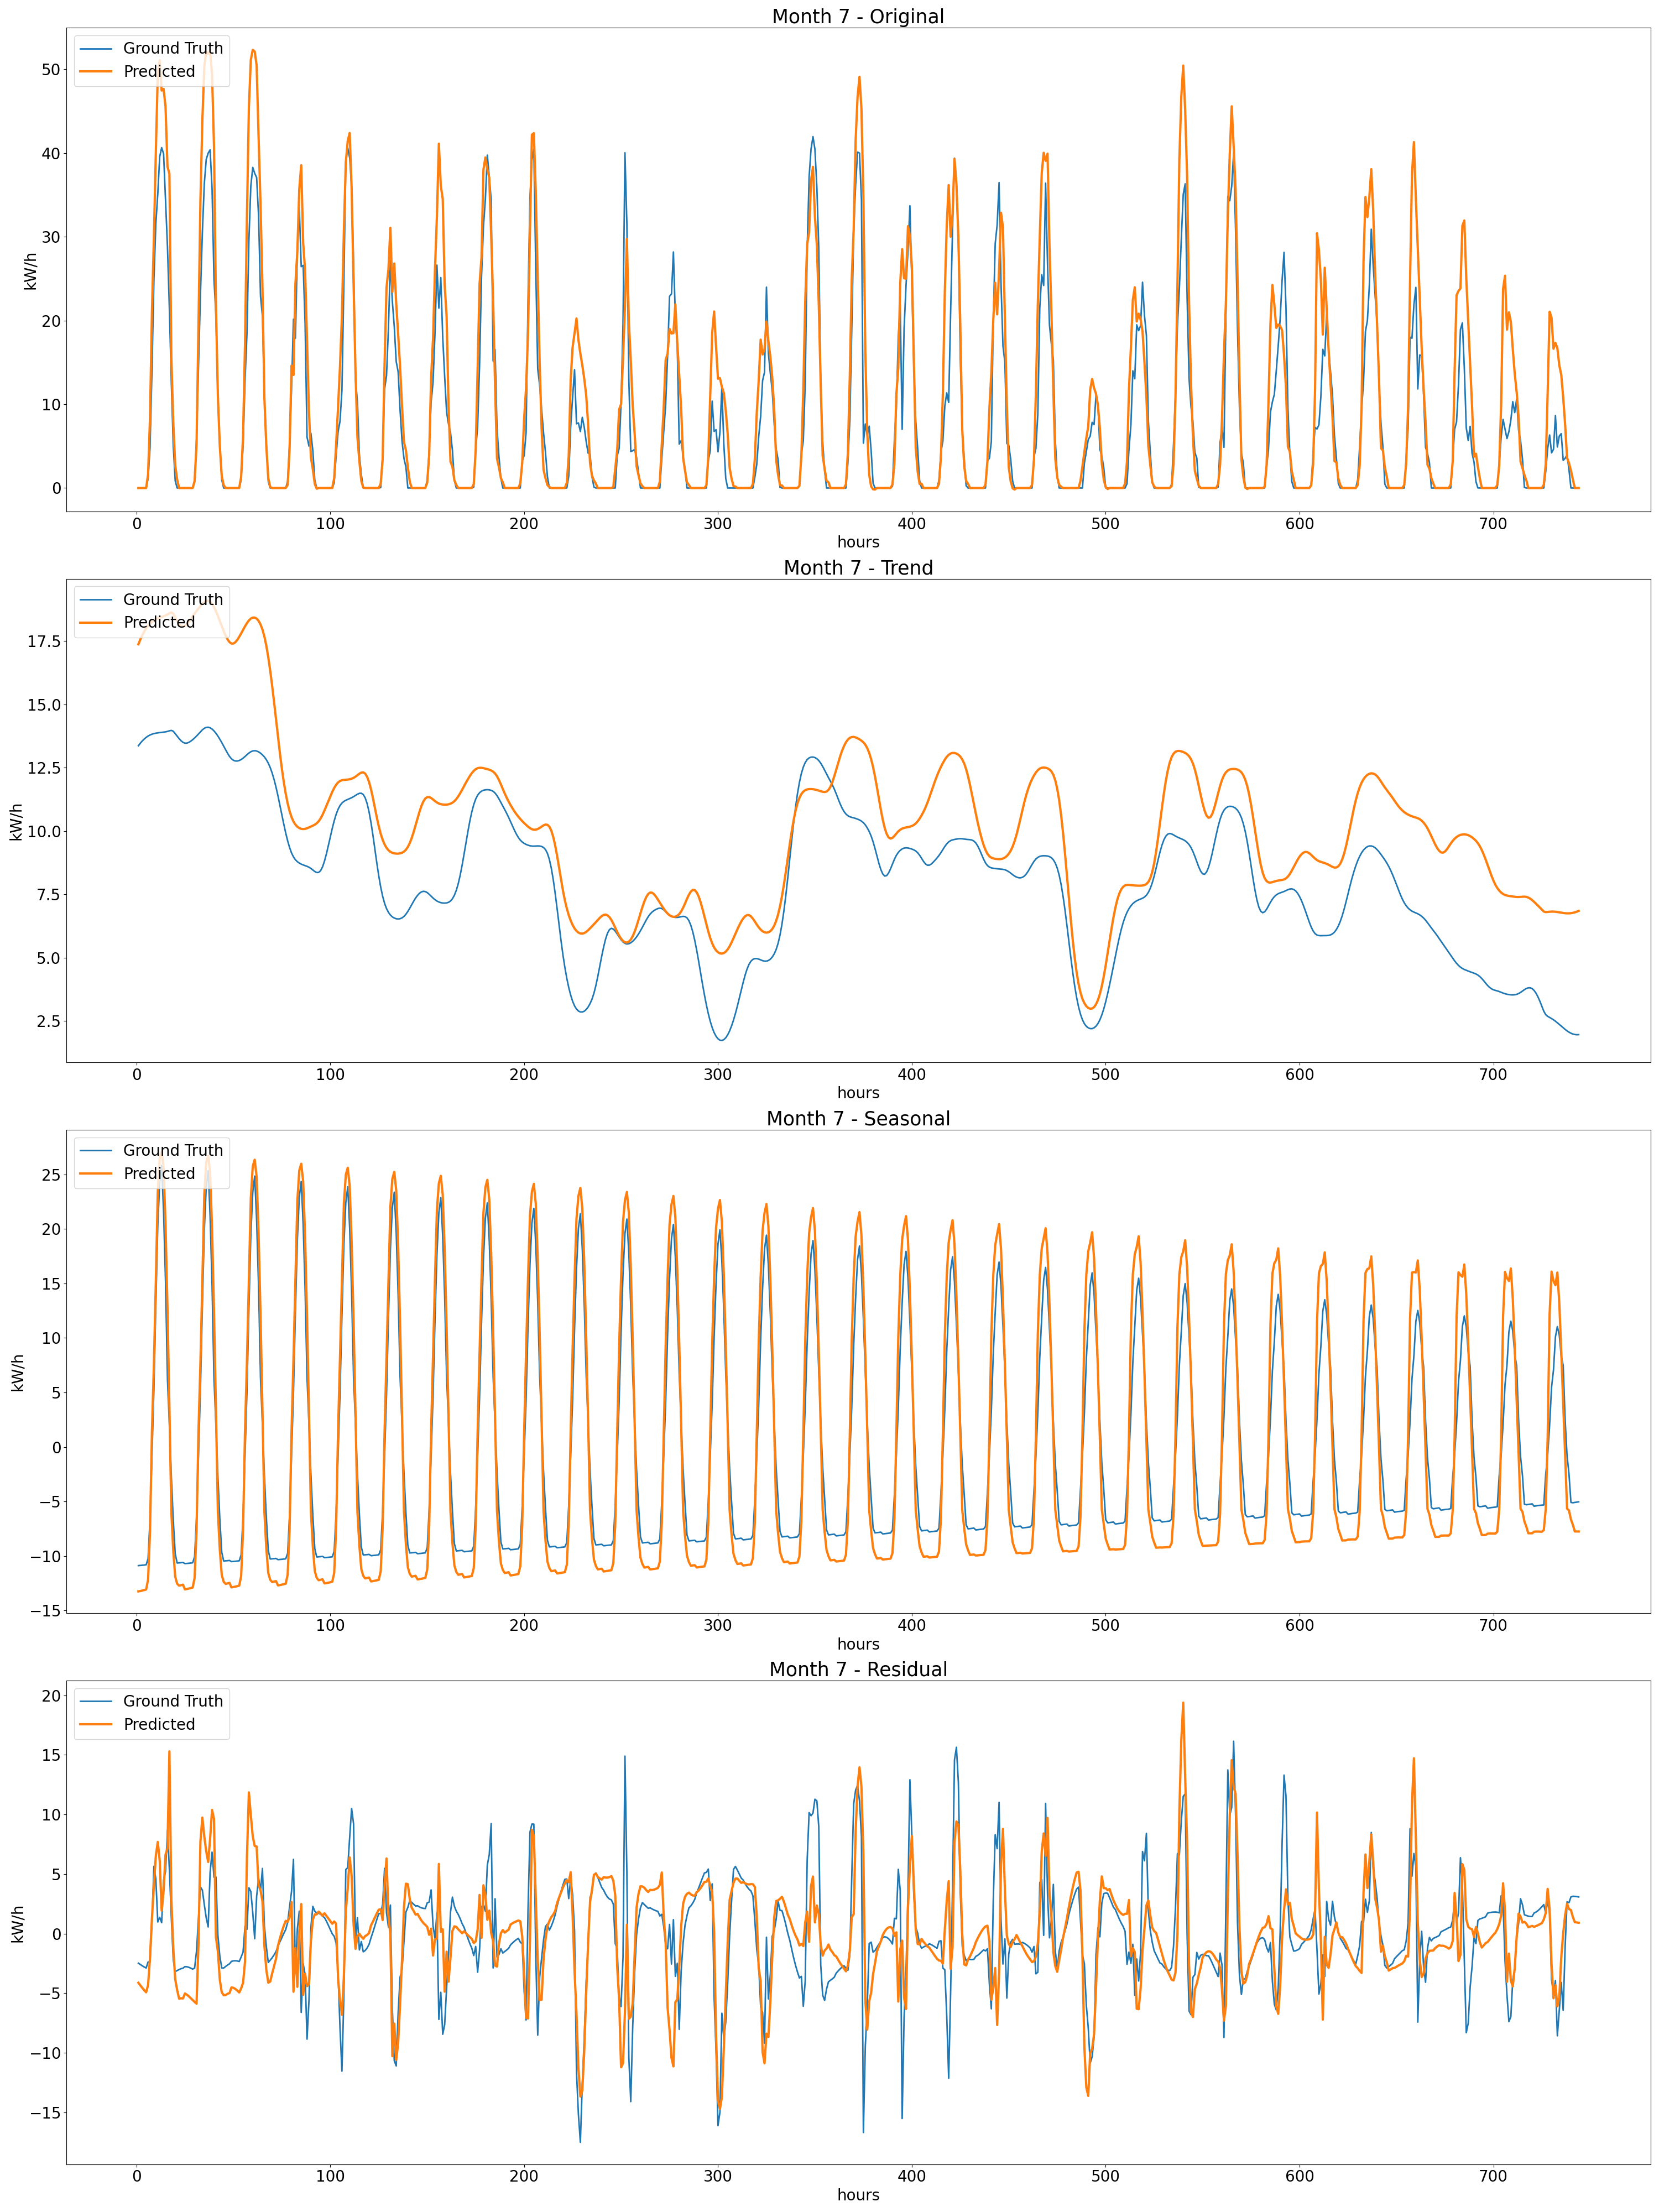 Month 7 - Original
Ground Truth
Predicted
kW/h
50
40
30
20
10
0
0 100 200 300 400 500 600 700
hours
Month 7 - Trend
Ground Truth
Predicted
kW/h
17.5
15.0
12.5
10.0
7.5
5.0
2.5
0 100 200 300 400 500 600 700
hours
Month 7 - Seasonal
Ground Truth
Predicted
kW/h
25
20
15
10
5
0
−5
−10
−15
0 100 200 300 400 500 600 700
hours
Month 7 - Residual
Ground Truth
Predicted
kW/h
20
15
10
5
0
−5
−10
−15
0 100 200 300 400 500 600 700
hours